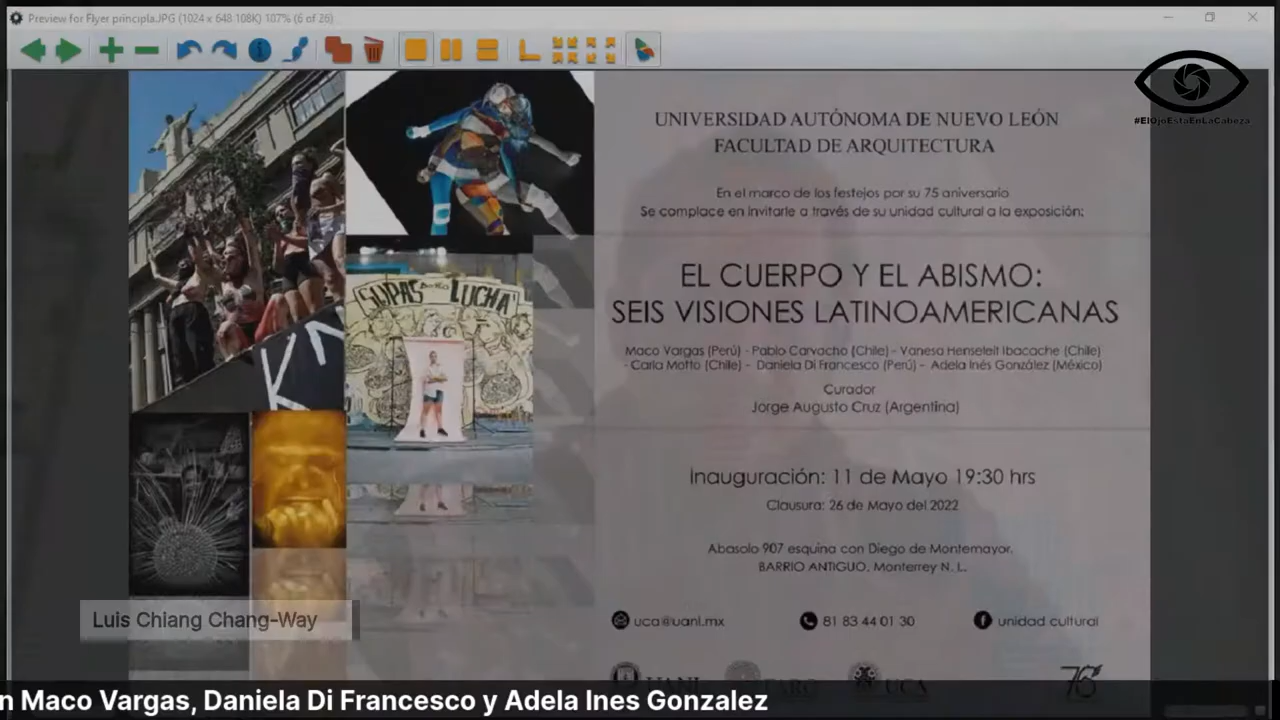 Preview for Flyer principla.JPG (1024 x 648 108K) 187% (6 of 26)
#ElOjoEstaEnLaCabeza
UNIVERSIDAD AUTÓNOMA DE NUEVO LEÓN
FACULTAD DE ARQUITECTURA
En el marco de los festejos por su 75 aniversario
Se complace en invitarle a través de su unidad cultural a la exposición:
EL CUERPO Y EL ABISMO:
SEIS VISIONES LATINOAMERICANAS
Maco Vargas (Perú) - Pablo Carvacho (Chile) - Vanesa Henseleit Ibacache (Chile)
- Carla Motto (Chile) - Daniela Di Francesco (Perú) - Adela Inés González (México)
Curador
Jorge Augusto Cruz (Argentina)
Inauguración: 11 de Mayo 19:30 hrs
Clausura: 26 de Mayo del 2022
Abasolo 907 esquina con Diego de Montemayor,
BARRIO ANTIGUO, Monterrey N. L.
uca@uanl.mx
81 83 44 01 30
unidad cultural
LUCHA
Luis Chiang Chang-Way
UANL
UCA
n Maco Vargas, Daniela Di Francesco y Adela Ines Gonzalez